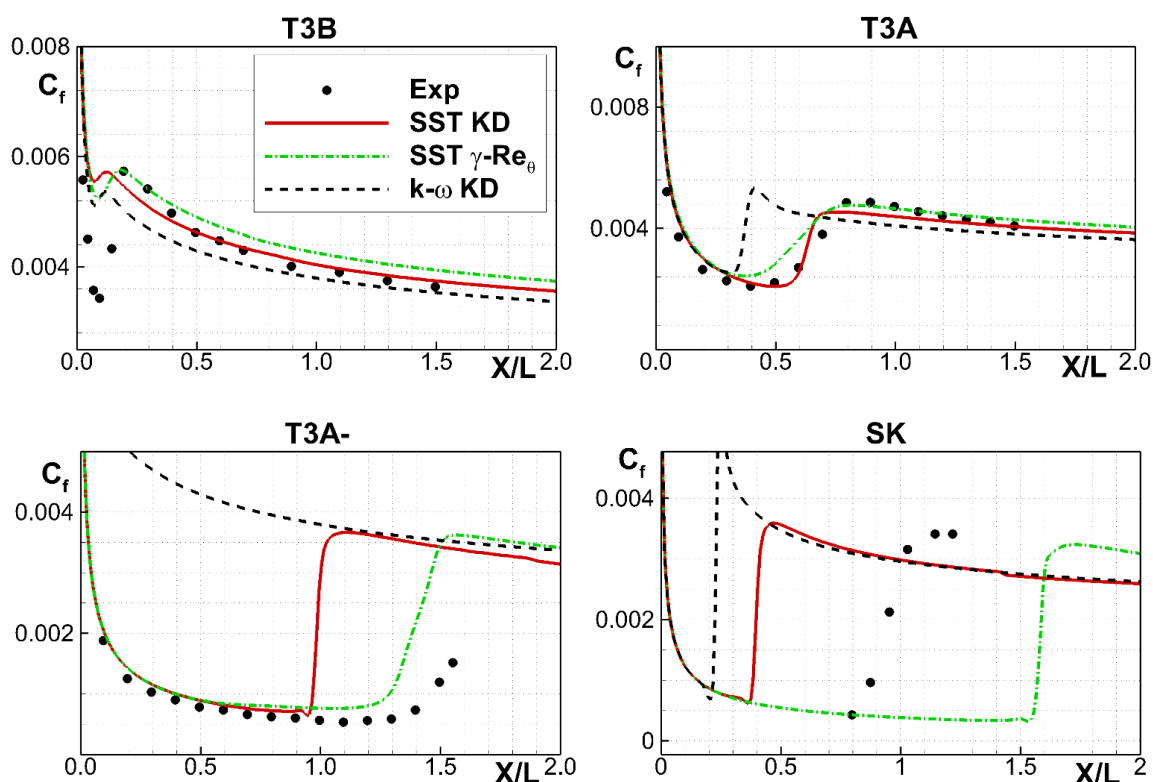 T3B
0.008
C_f
0.006
0.004
0.0 0.5 1.0 1.5 2.0
X/L
Exp
SST KD
SST γ-Re_θ
k-ω KD
T3A
C_f
0.008
0.004
0.0 0.5 1.0 1.5 2.0
X/L
T3A-
C_f
0.004
0.002
0.0 0.5 1.0 1.5 2.0
X/L
SK
C_f
0.004
0.002
0
0 0.5 1 1.5 2
X/L